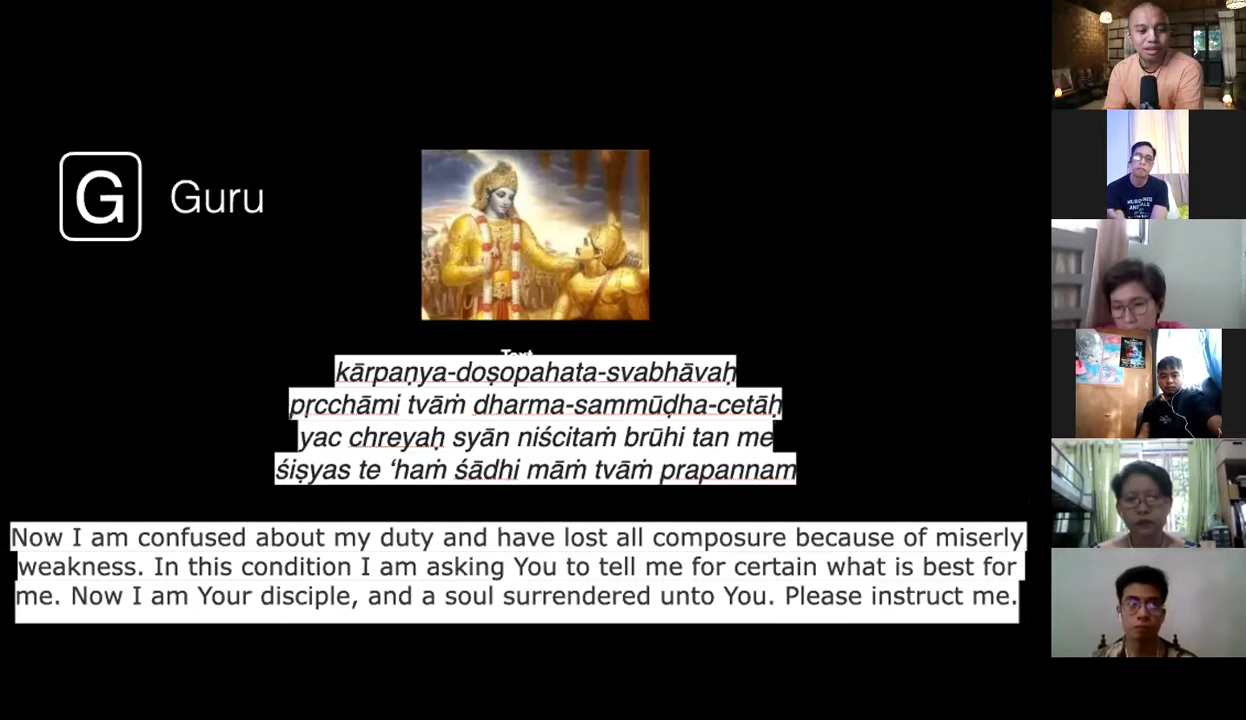 G
Guru
Text
kārpaṇya-doṣopahata-svabhāvaḥ
pṛcchāmi tvāṁ dharma-sammūḍha-cetāḥ
yac chreyaḥ syān niścitaṁ brūhi tan me
śiṣyas te ‘haṁ śādhi māṁ tvāṁ prapannam
Now I am confused about my duty and have lost all composure because of miserly
weakness. In this condition I am asking You to tell me for certain what is best for
me. Now I am Your disciple, and a soul surrendered unto You. Please instruct me.